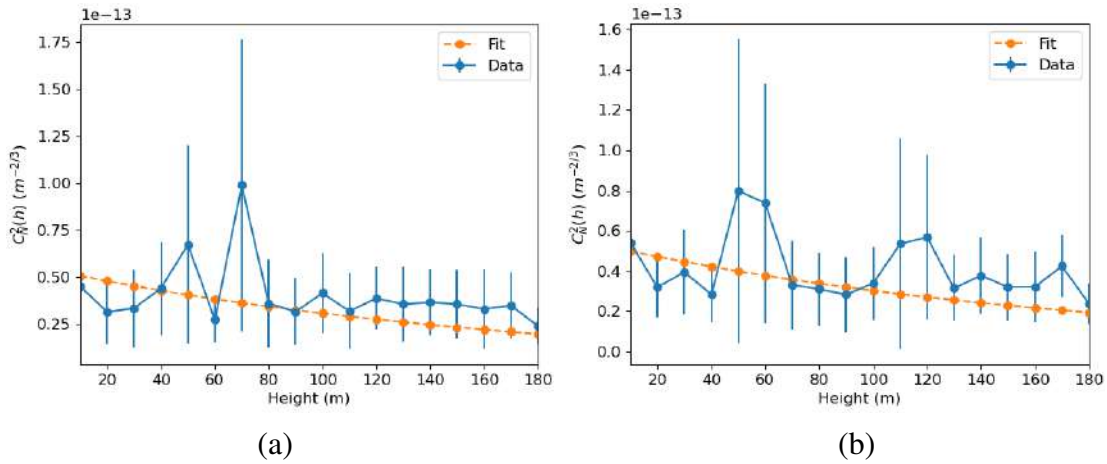 1e−13
1.75
1.50
1.25
1.00
0.75
0.50
0.25
$C_N^2(h)$ $(m^{-2/3})$
Fit
Data
20 40 60 80 100 120 140 160 180
Height (m)
(a)
1e−13
1.6
1.4
1.2
1.0
0.8
0.6
0.4
0.2
0.0
$C_N^2(h)$ $(m^{-2/3})$
Fit
Data
20 40 60 80 100 120 140 160 180
Height (m)
(b)